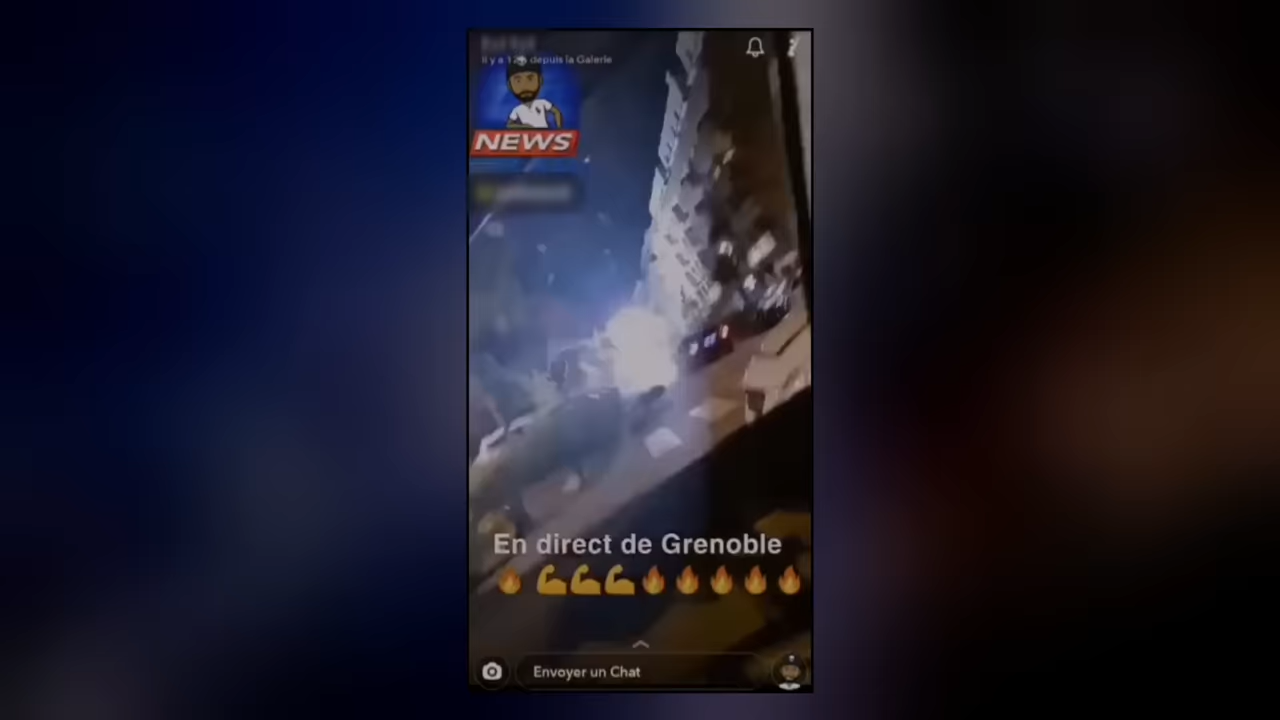 Il y a 12h depuis la Galerie
NEWS
En direct de Grenoble
Envoyer un Chat